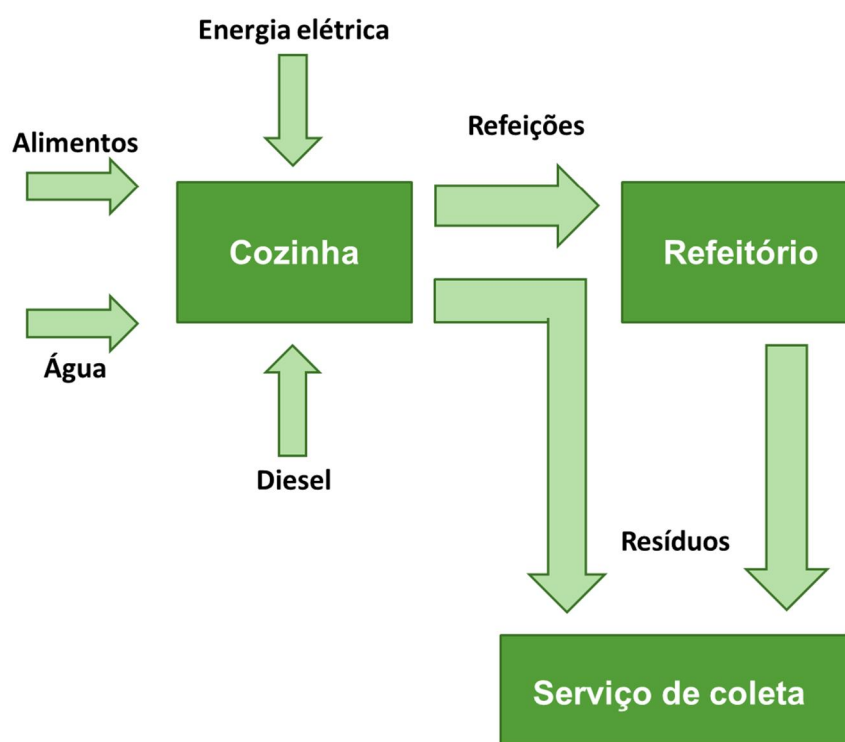 Energia elétrica
Alimentos
Refeições
Cozinha
Refeitório
Água
Diesel
Resíduos
Serviço de coleta